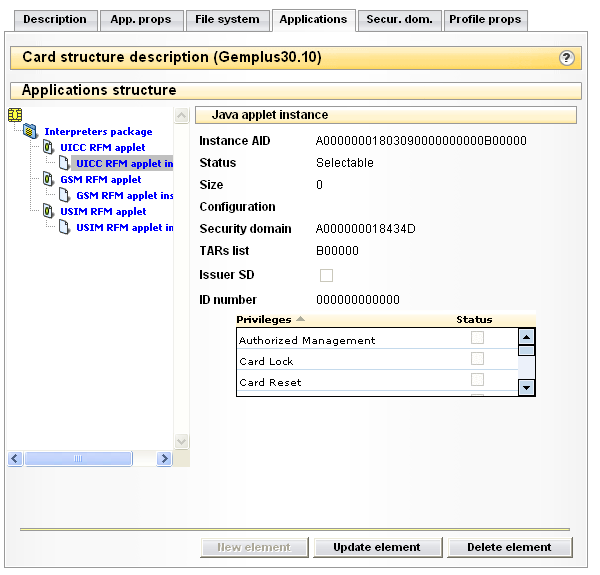 Description App. props File system Applications Secur. dom. Profile props
Card structure description (Gemplus30.10)
?
Applications structure
Interpreters package
UICC RFM applet
UICC RFM applet in
GSM RFM applet
GSM RFM applet ins
USIM RFM applet
USIM RFM applet in
Java applet instance
Instance AID A00000001803090000000000B00000
Status Selectable
Size 0
Configuration
Security domain A000000018434D
TARs list B00000
Issuer SD
ID number 000000000000
Privileges Status
Authorized Management
Card Lock
Card Reset
New element Update element Delete element